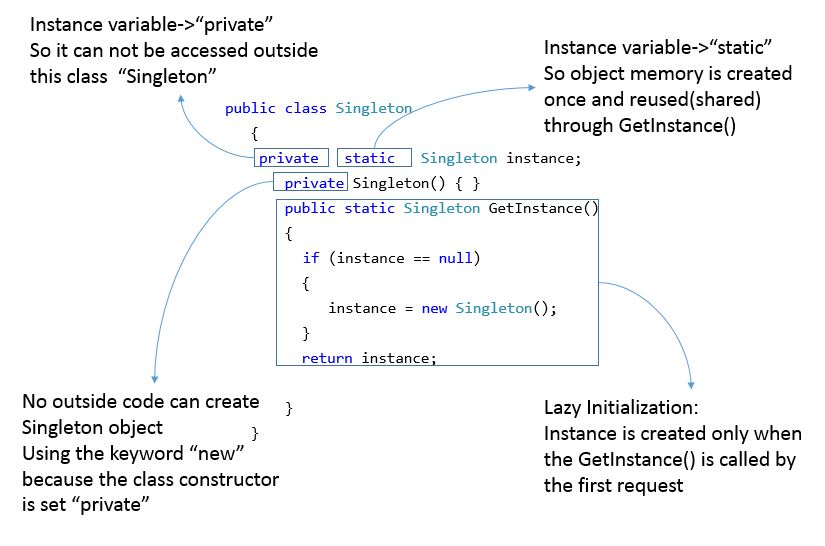 Instance variable->“private”
So it can not be accessed outside
this class “Singleton”
Instance variable->“static”
So object memory is created
once and reused(shared)
through GetInstance()
public class Singleton
{
private static Singleton instance;
private Singleton() { }
public static Singleton GetInstance()
{
if (instance == null)
{
instance = new Singleton();
}
return instance;
}
}
No outside code can create
Singleton object
Using the keyword “new”
because the class constructor
is set “private”
Lazy Initialization:
Instance is created only when
the GetInstance() is called by
the first request